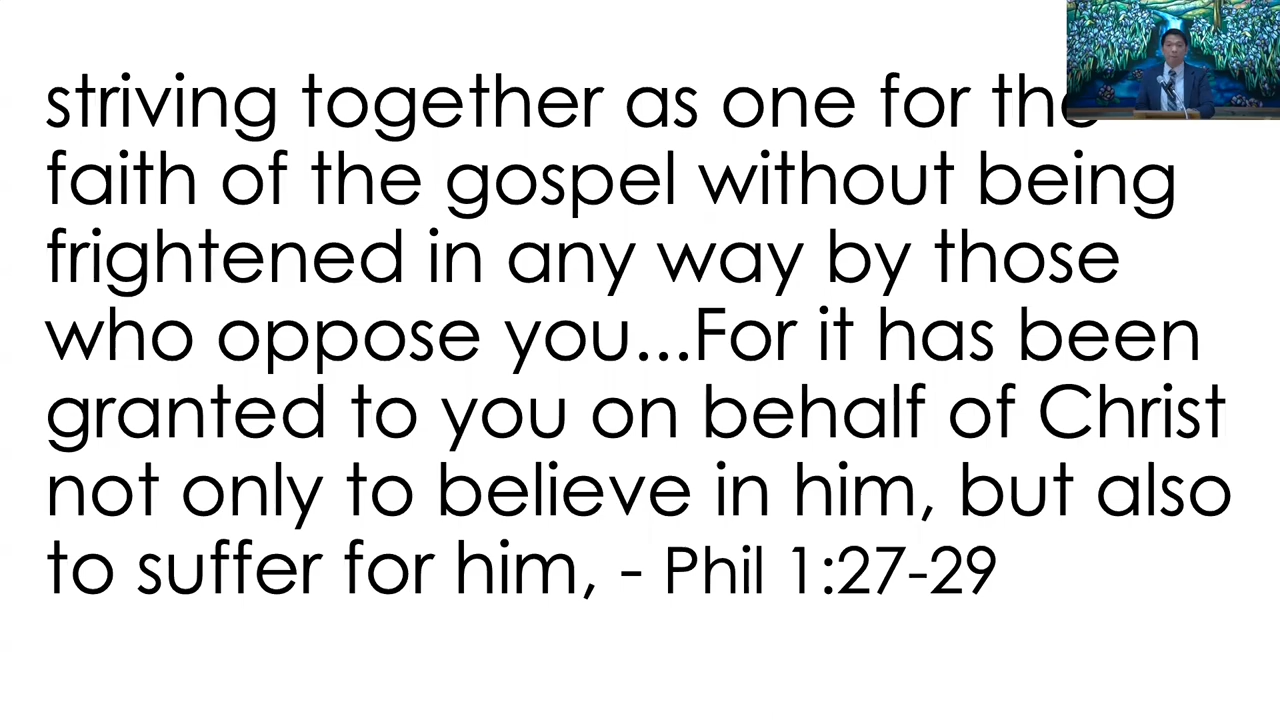 striving together as one for the
faith of the gospel without being
frightened in any way by those
who oppose you...For it has been
granted to you on behalf of Christ
not only to believe in him, but also
to suffer for him, - Phil 1:27-29